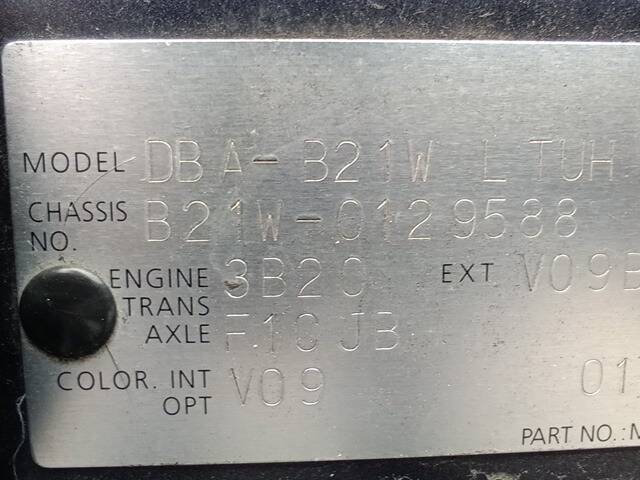 MODEL DBA-B21W LTUH
CHASSIS NO. B21W-0129588
ENGINE 3B20 EXT V09B
TRANS AXLE F1CJB
COLOR. INT V09 01
OPT
PART NO.:M